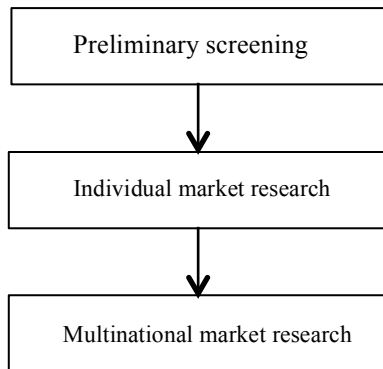 Preliminary screening
Individual market research
Multinational market research